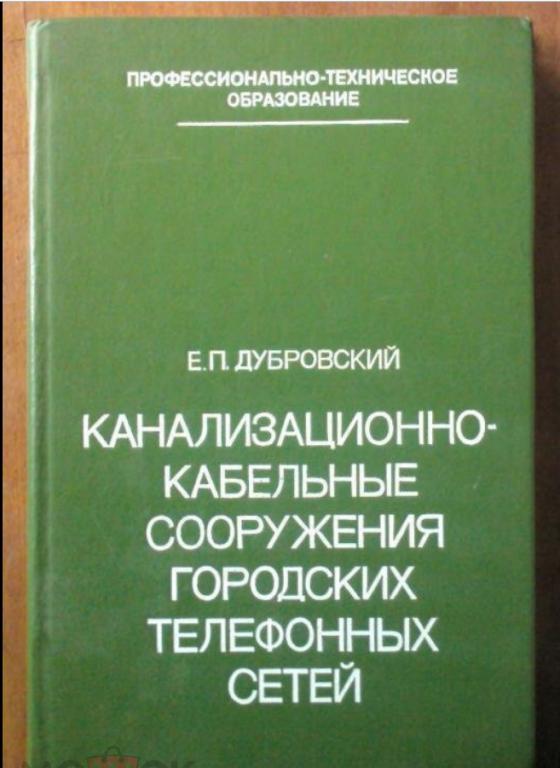 ПРОФЕССИОНАЛЬНО-ТЕХНИЧЕСКОЕ
ОБРАЗОВАНИЕ
Е.П. ДУБРОВСКИЙ
КАНАЛИЗАЦИОННО-
КАБЕЛЬНЫЕ
СООРУЖЕНИЯ
ГОРОДСКИХ
ТЕЛЕФОННЫХ
СЕТЕЙ